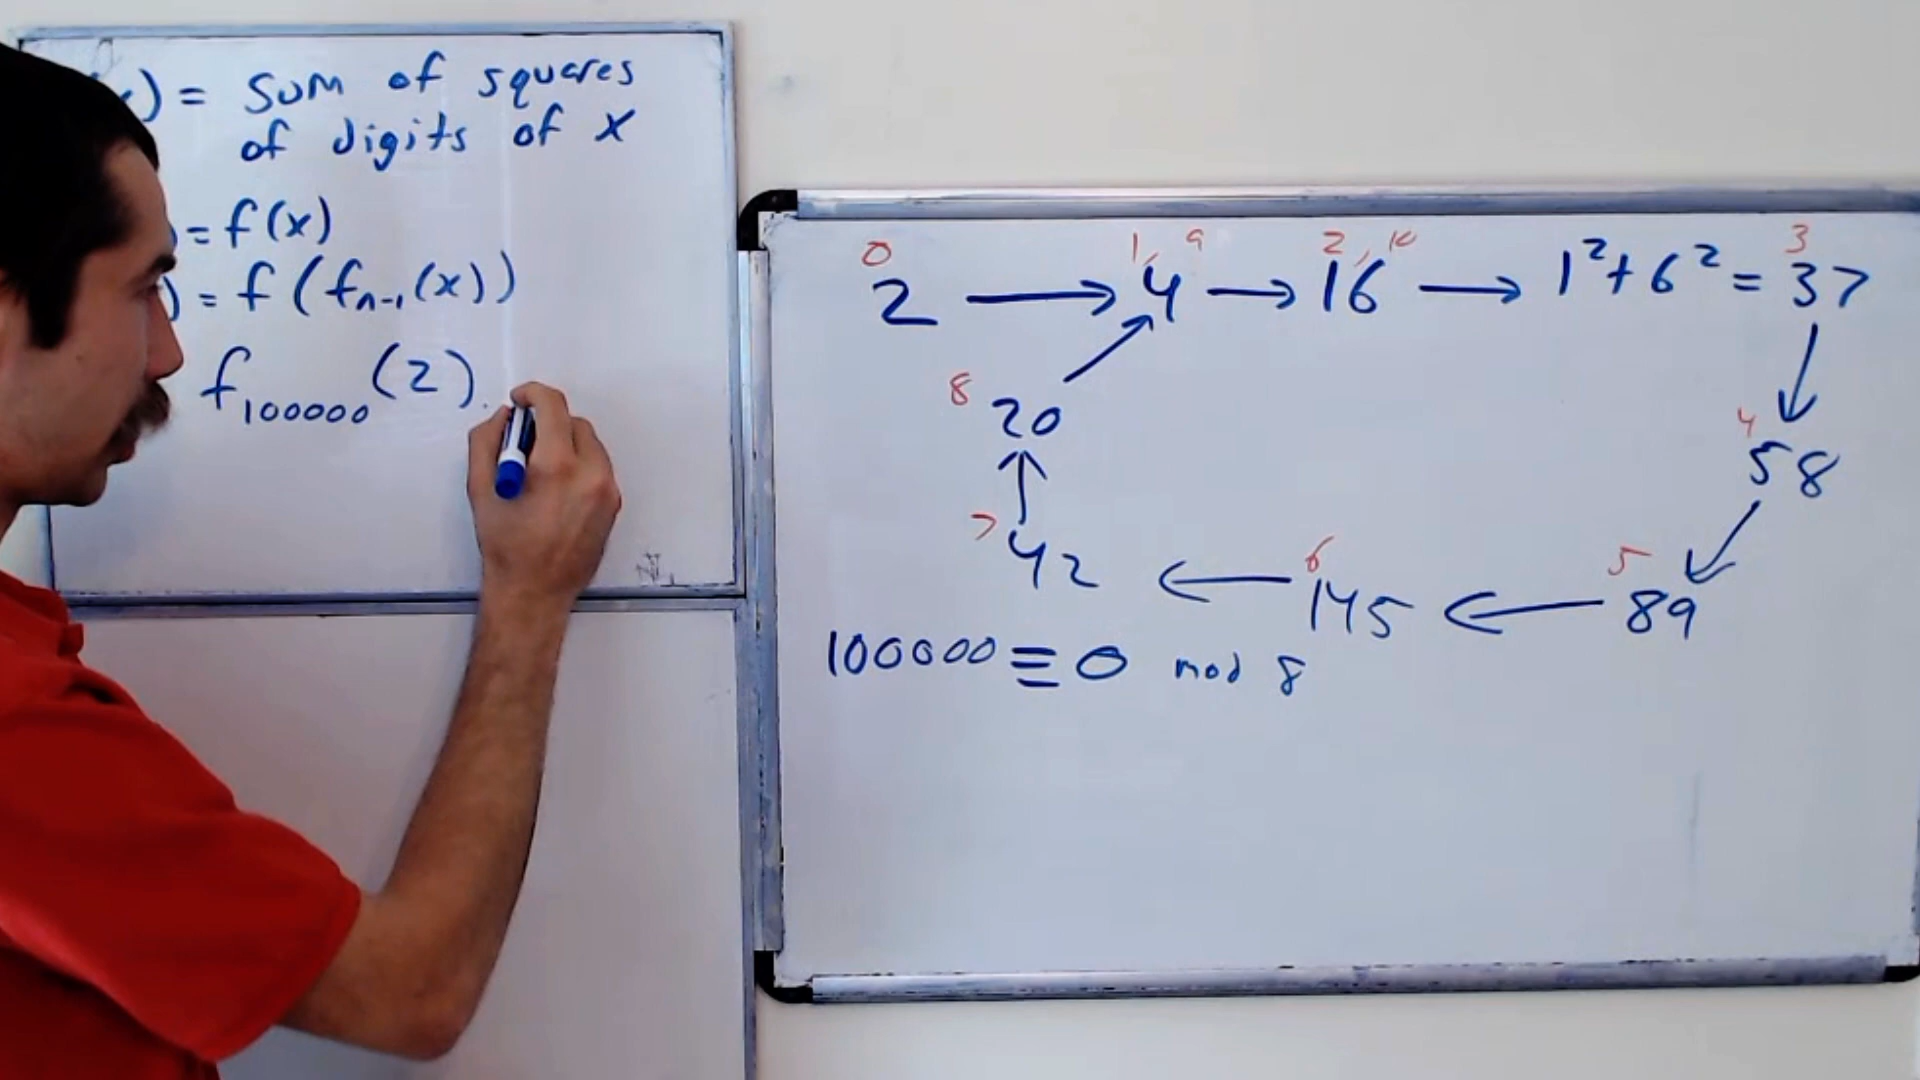 ) = sum of squares
of digits of x
= f(x)
) = f(fₙ₋₁(x))
f₁₀₀₀₀₀(2).
0 1, 9 2, 10 3
2 → 4 → 16 → 1² + 6² = 37
8 4
20 58
7 6 5
42 ← 145 ← 89
100000 ≡ 0 mod 8